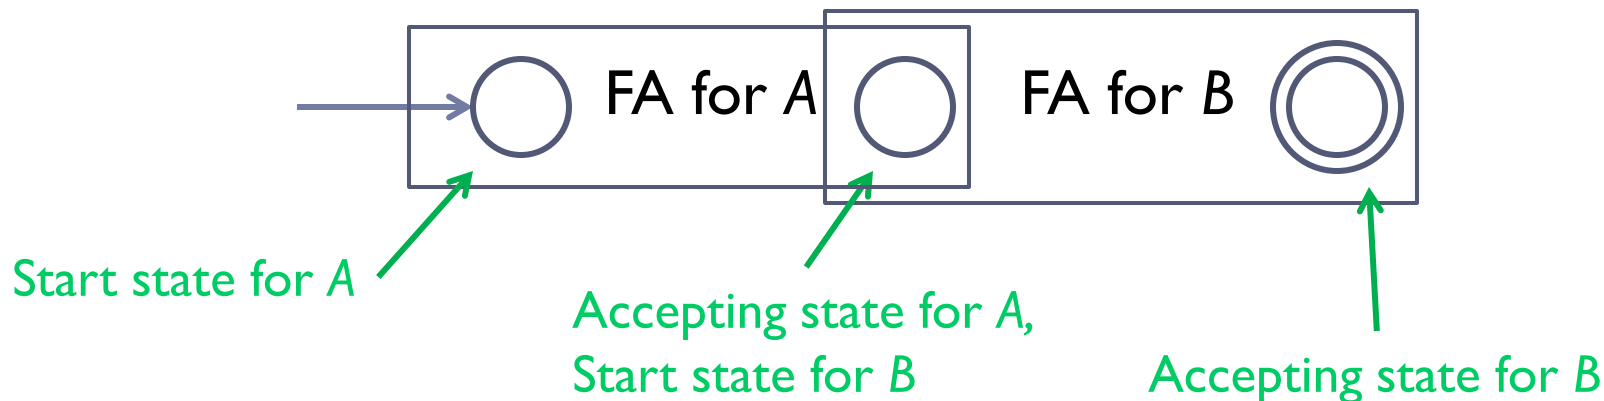 FA for A
FA for B
Start state for A
Accepting state for A,
Start state for B
Accepting state for B